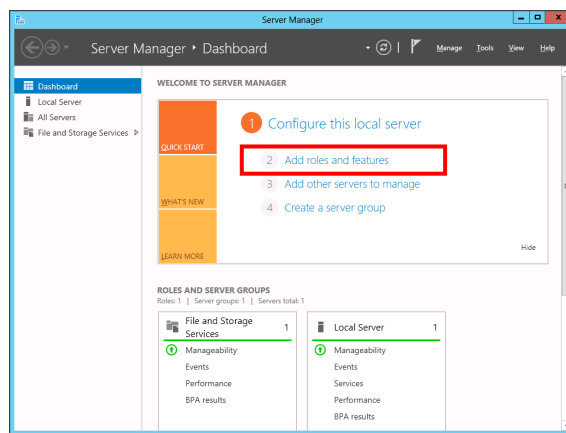 Server Manager
Server Manager • Dashboard
Manage Tools View Help
Dashboard
Local Server
All Servers
File and Storage Services
WELCOME TO SERVER MANAGER
QUICK START
WHAT'S NEW
LEARN MORE
1 Configure this local server
2 Add roles and features
3 Add other servers to manage
4 Create a server group
Hide
ROLES AND SERVER GROUPS
Roles: 1 | Server groups: 1 | Servers total: 1
File and Storage
Services
1
Manageability
Events
Performance
BPA results
Local Server 1
Manageability
Events
Services
Performance
BPA results